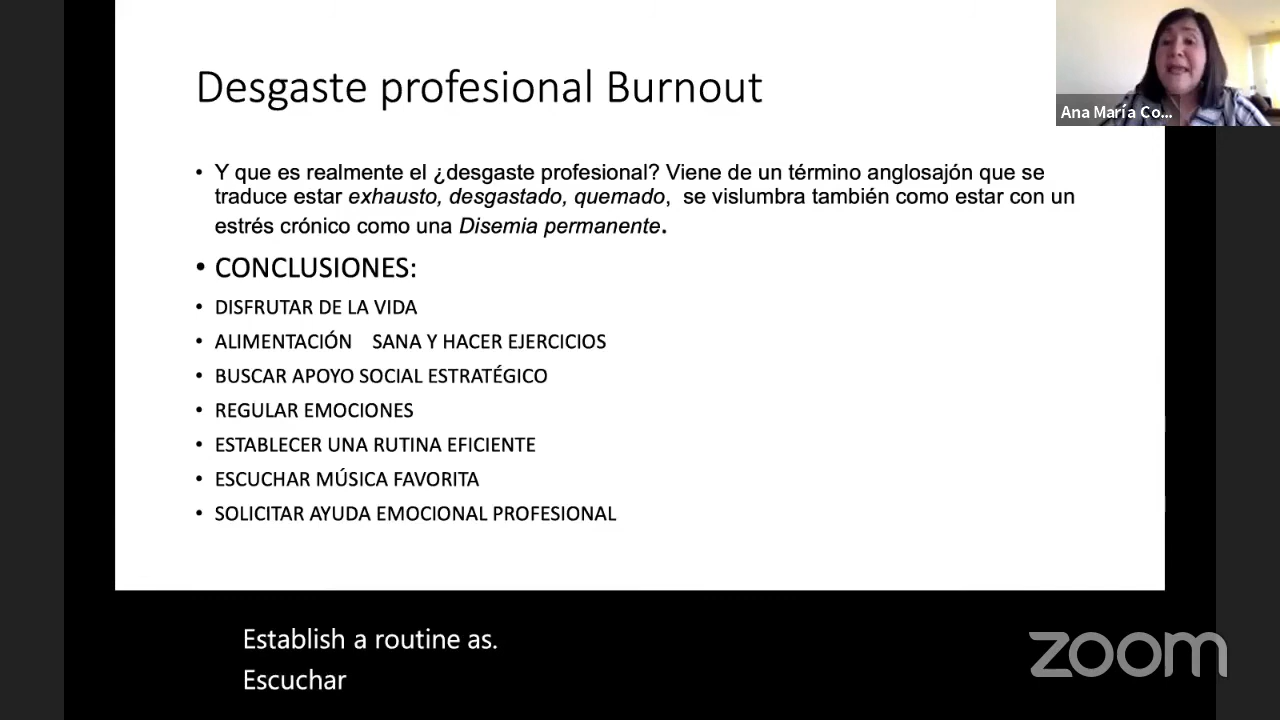 Desgaste profesional Burnout
Ana María Co...
• Y que es realmente el ¿desgaste profesional? Viene de un término anglosajón que se
traduce estar exhausto, desgastado, quemado, se vislumbra también como estar con un
estrés crónico como una Disemia permanente.
• CONCLUSIONES:
• DISFRUTAR DE LA VIDA
• ALIMENTACIÓN SANA Y HACER EJERCICIOS
• BUSCAR APOYO SOCIAL ESTRATÉGICO
• REGULAR EMOCIONES
• ESTABLECER UNA RUTINA EFICIENTE
• ESCUCHAR MÚSICA FAVORITA
• SOLICITAR AYUDA EMOCIONAL PROFESIONAL
Establish a routine as.
Escuchar
zoom